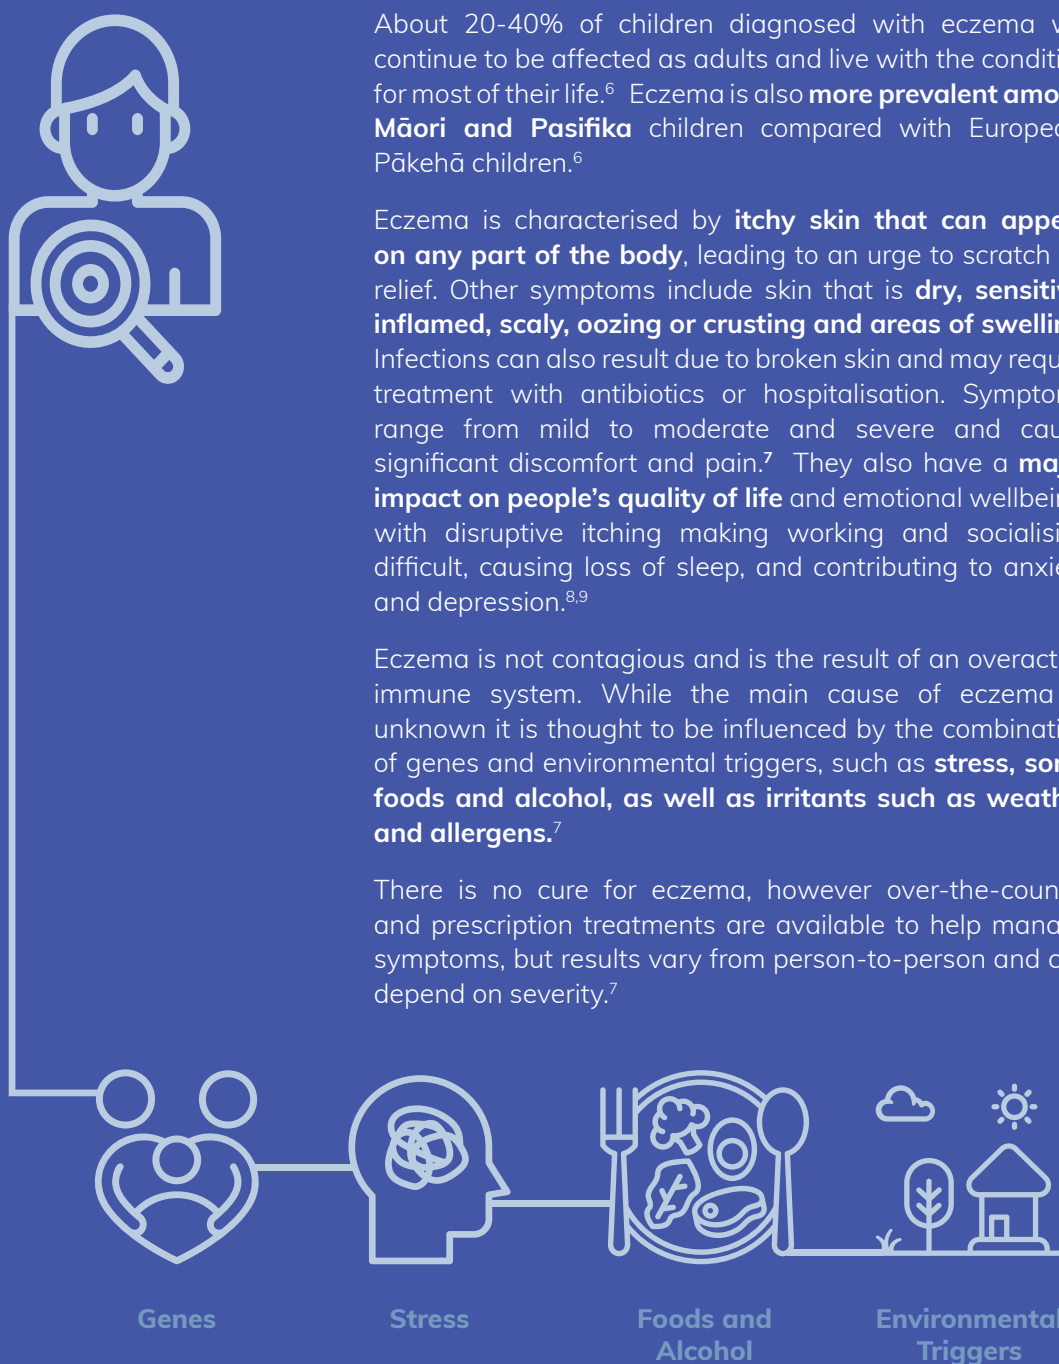 About 20-40% of children diagnosed with eczema w
continue to be affected as adults and live with the conditi
for most of their life.6 Eczema is also more prevalent amo
Māori and Pasifika children compared with Europea
Pākehā children.6
Eczema is characterised by itchy skin that can appe
on any part of the body, leading to an urge to scratch
relief. Other symptoms include skin that is dry, sensitiv
inflamed, scaly, oozing or crusting and areas of swellin
Infections can also result due to broken skin and may requ
treatment with antibiotics or hospitalisation. Sympto
range from mild to moderate and severe and cau
significant discomfort and pain.7 They also have a maj
impact on people’s quality of life and emotional wellbein
with disruptive itching making working and socialisi
difficult, causing loss of sleep, and contributing to anxie
and depression.8,9
Eczema is not contagious and is the result of an overact
immune system. While the main cause of eczema
unknown it is thought to be influenced by the combinati
of genes and environmental triggers, such as stress, som
foods and alcohol, as well as irritants such as weath
and allergens.7
There is no cure for eczema, however over-the-coun
and prescription treatments are available to help mana
symptoms, but results vary from person-to-person and c
depend on severity.7
Genes
Stress
Foods and
Alcohol
Environmental
Triggers